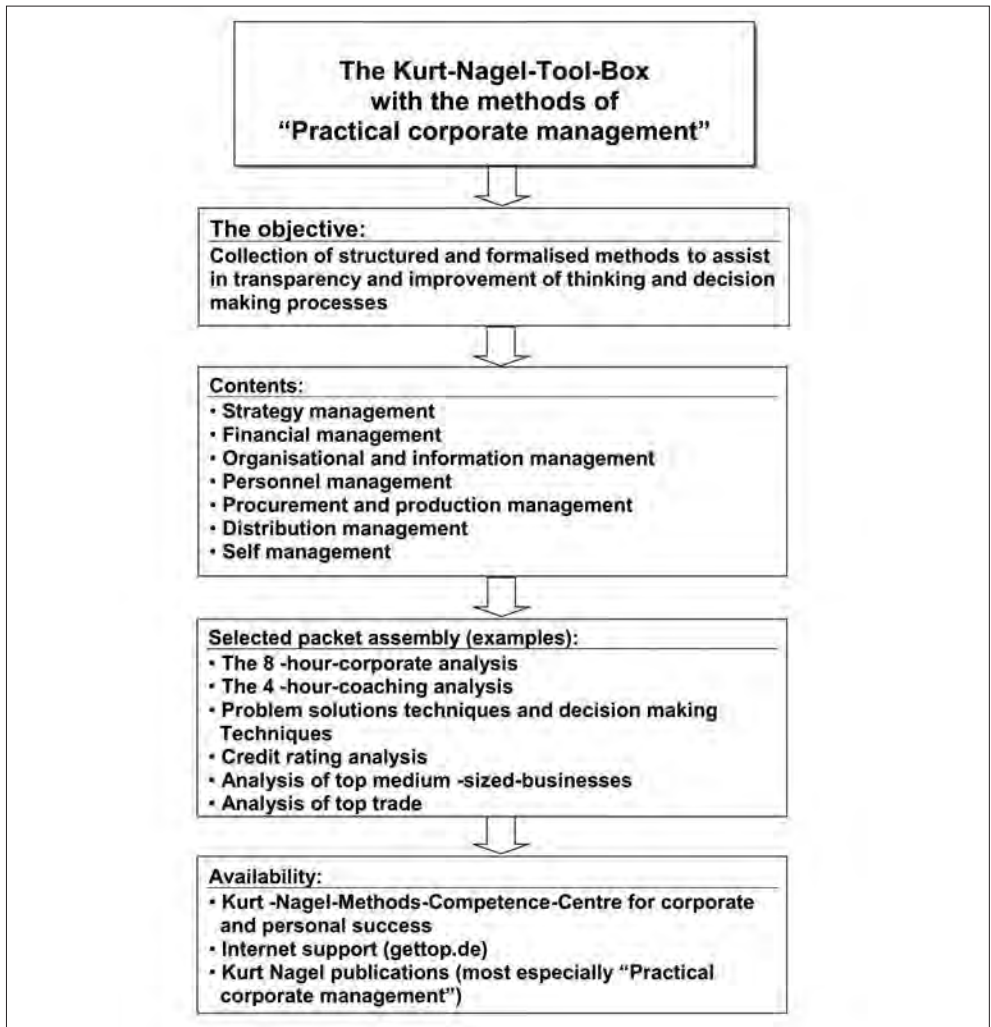 The Kurt-Nagel-Tool-Box
with the methods of
“Practical corporate management”
The objective:
Collection of structured and formalised methods to assist
in transparency and improvement of thinking and decision
making processes
Contents:
• Strategy management
• Financial management
• Organisational and information management
• Personnel management
• Procurement and production management
• Distribution management
• Self management
Selected packet assembly (examples):
• The 8 -hour-corporate analysis
• The 4 -hour-coaching analysis
• Problem solutions techniques and decision making
Techniques
• Credit rating analysis
• Analysis of top medium -sized-businesses
• Analysis of top trade
Availability:
• Kurt -Nagel-Methods-Competence-Centre for corporate
and personal success
• Internet support (gettop.de)
• Kurt Nagel publications (most especially “Practical
corporate management”)